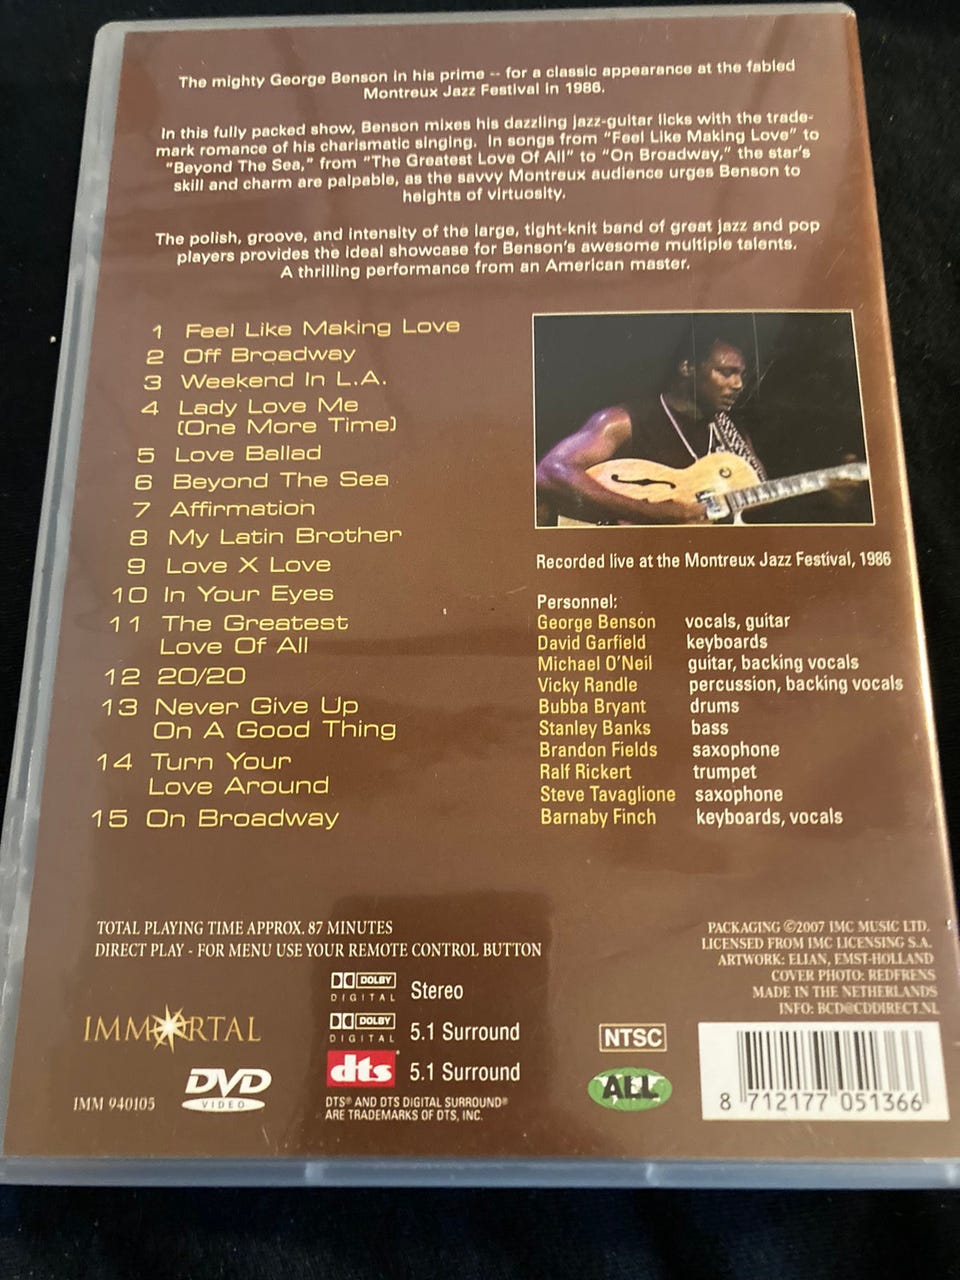 The mighty George Benson in his prime -- for a classic appearance at the fabled
Montreux Jazz Festival in 1986.
In this fully packed show, Benson mixes his dazzling jazz-guitar licks with the trade-
mark romance of his charismatic singing. In songs from "Feel Like Making Love" to
"Beyond The Sea," from "The Greatest Love Of All" to "On Broadway," the star's
skill and charm are palpable, as the savvy Montreux audience urges Benson to
heights of virtuosity.
The polish, groove, and intensity of the large, tight-knit band of great jazz and pop
players provides the ideal showcase for Benson's awesome multiple talents.
A thrilling performance from an American master.
1 Feel Like Making Love
2 Off Broadway
3 Weekend In L.A.
4 Lady Love Me
(One More Time)
5 Love Ballad
6 Beyond The Sea
7 Affirmation
8 My Latin Brother
9 Love X Love
10 In Your Eyes
11 The Greatest
Love Of All
12 20/20
13 Never Give Up
On A Good Thing
14 Turn Your
Love Around
15 On Broadway
Recorded live at the Montreux Jazz Festival, 1986
Personnel:
George Benson vocals, guitar
David Garfield keyboards
Michael O'Neil guitar, backing vocals
Vicky Randle percussion, backing vocals
Bubba Bryant drums
Stanley Banks bass
Brandon Fields saxophone
Ralf Rickert trumpet
Steve Tavaglione saxophone
Barnaby Finch keyboards, vocals
TOTAL PLAYING TIME APPROX. 87 MINUTES
DIRECT PLAY - FOR MENU USE YOUR REMOTE CONTROL BUTTON
IMMORTAL
DVD
VIDEO
IMM 940105
DOLBY
DIGITAL Stereo
DOLBY
DIGITAL 5.1 Surround
dts 5.1 Surround
DTS® AND DTS DIGITAL SURROUND®
ARE TRADEMARKS OF DTS, INC.
PACKAGING ©2007 IMC MUSIC LTD.
LICENSED FROM IMC LICENSING S.A.
ARTWORK: ELIAN, EMST-HOLLAND
COVER PHOTO: REDFRENS
MADE IN THE NETHERLANDS
INFO: BCD@CDDIRECT.NL
NTSC
ALL
8 712177 051366